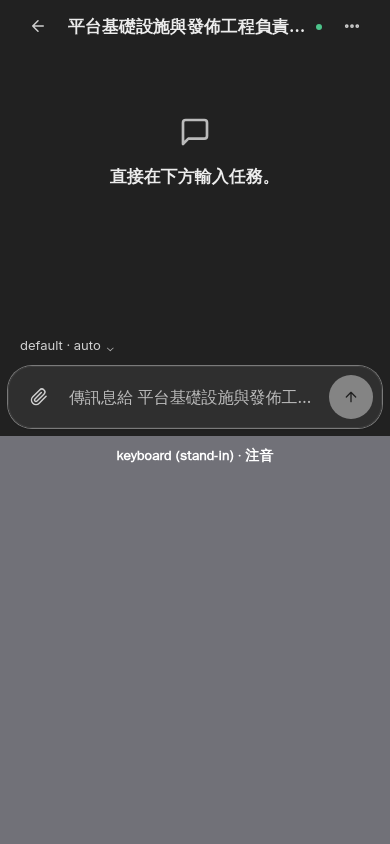 平台基礎設施與發佈工程負責...
直接在下方輸入任務。
default · auto
傳訊息給 平台基礎設施與發佈工...
keyboard (stand-in) · 注音